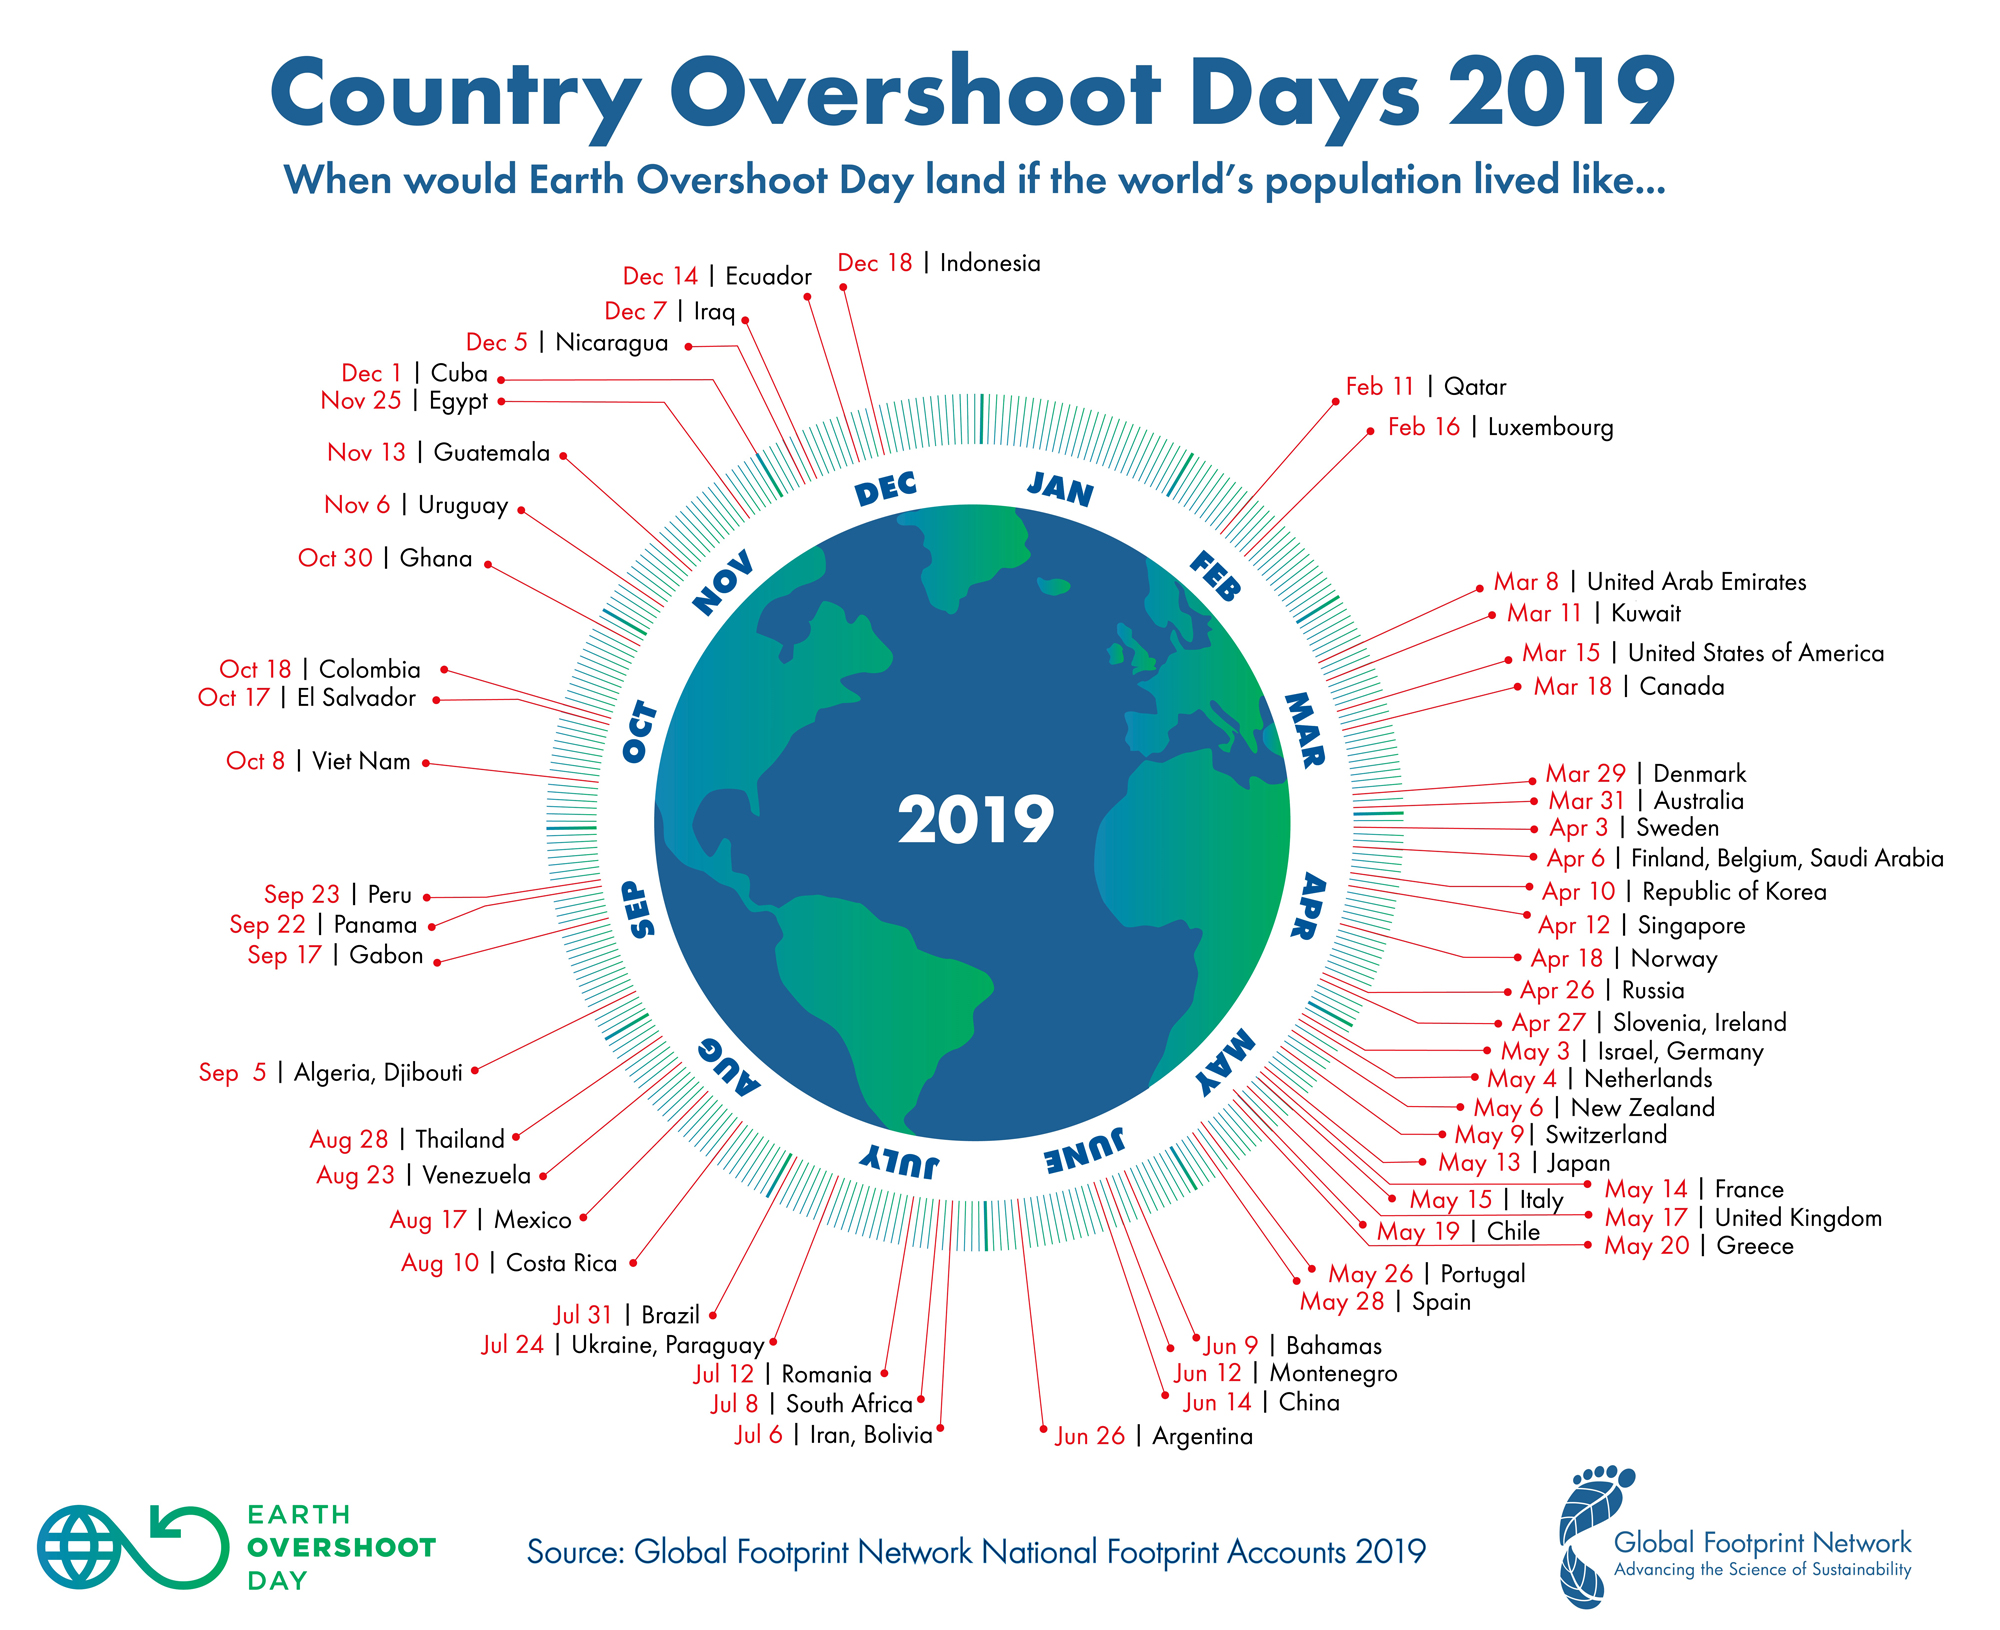 Country Overshoot Days 2019
When would Earth Overshoot Day land if the world's population lived like...
Dec 18 | Indonesia
Dec 14 | Ecuador
Dec 7 | Iraq
Dec 5 | Nicaragua
Dec 1 | Cuba
Nov 25 | Egypt
Nov 13 | Guatemala
Nov 6 | Uruguay
Oct 30 | Ghana
Oct 18 | Colombia
Oct 17 | El Salvador
Oct 8 | Viet Nam
Sep 23 | Peru
Sep 22 | Panama
Sep 17 | Gabon
Sep 5 | Algeria, Djibouti
Aug 28 | Thailand
Aug 23 | Venezuela
Aug 17 | Mexico
Aug 10 | Costa Rica
Jul 31 | Brazil
Jul 24 | Ukraine, Paraguay
Jul 12 | Romania
Jul 8 | South Africa
Jul 6 | Iran, Bolivia
Feb 11 | Qatar
Feb 16 | Luxembourg
Mar 8 | United Arab Emirates
Mar 11 | Kuwait
Mar 15 | United States of America
Mar 18 | Canada
Mar 29 | Denmark
Mar 31 | Australia
Apr 3 | Sweden
Apr 6 | Finland, Belgium, Saudi Arabia
Apr 10 | Republic of Korea
Apr 12 | Singapore
Apr 18 | Norway
Apr 26 | Russia
Apr 27 | Slovenia, Ireland
May 3 | Israel, Germany
May 4 | Netherlands
May 6 | New Zealand
May 9| Switzerland
May 13 | Japan
May 14 | France
May 15 | Italy
May 17 | United Kingdom
May 19 | Chile
May 20 | Greece
May 26 | Portugal
May 28 | Spain
Jun 9 | Bahamas
Jun 12 | Montenegro
Jun 14 | China
Jun 26 | Argentina
JAN
FEB
MAR
APR
MAY
JUNE
JULY
AUG
SEP
OCT
NOV
DEC
2019
EARTH
OVERSHOOT
DAY
Source: Global Footprint Network National Footprint Accounts 2019
Global Footprint Network
Advancing the Science of Sustainability